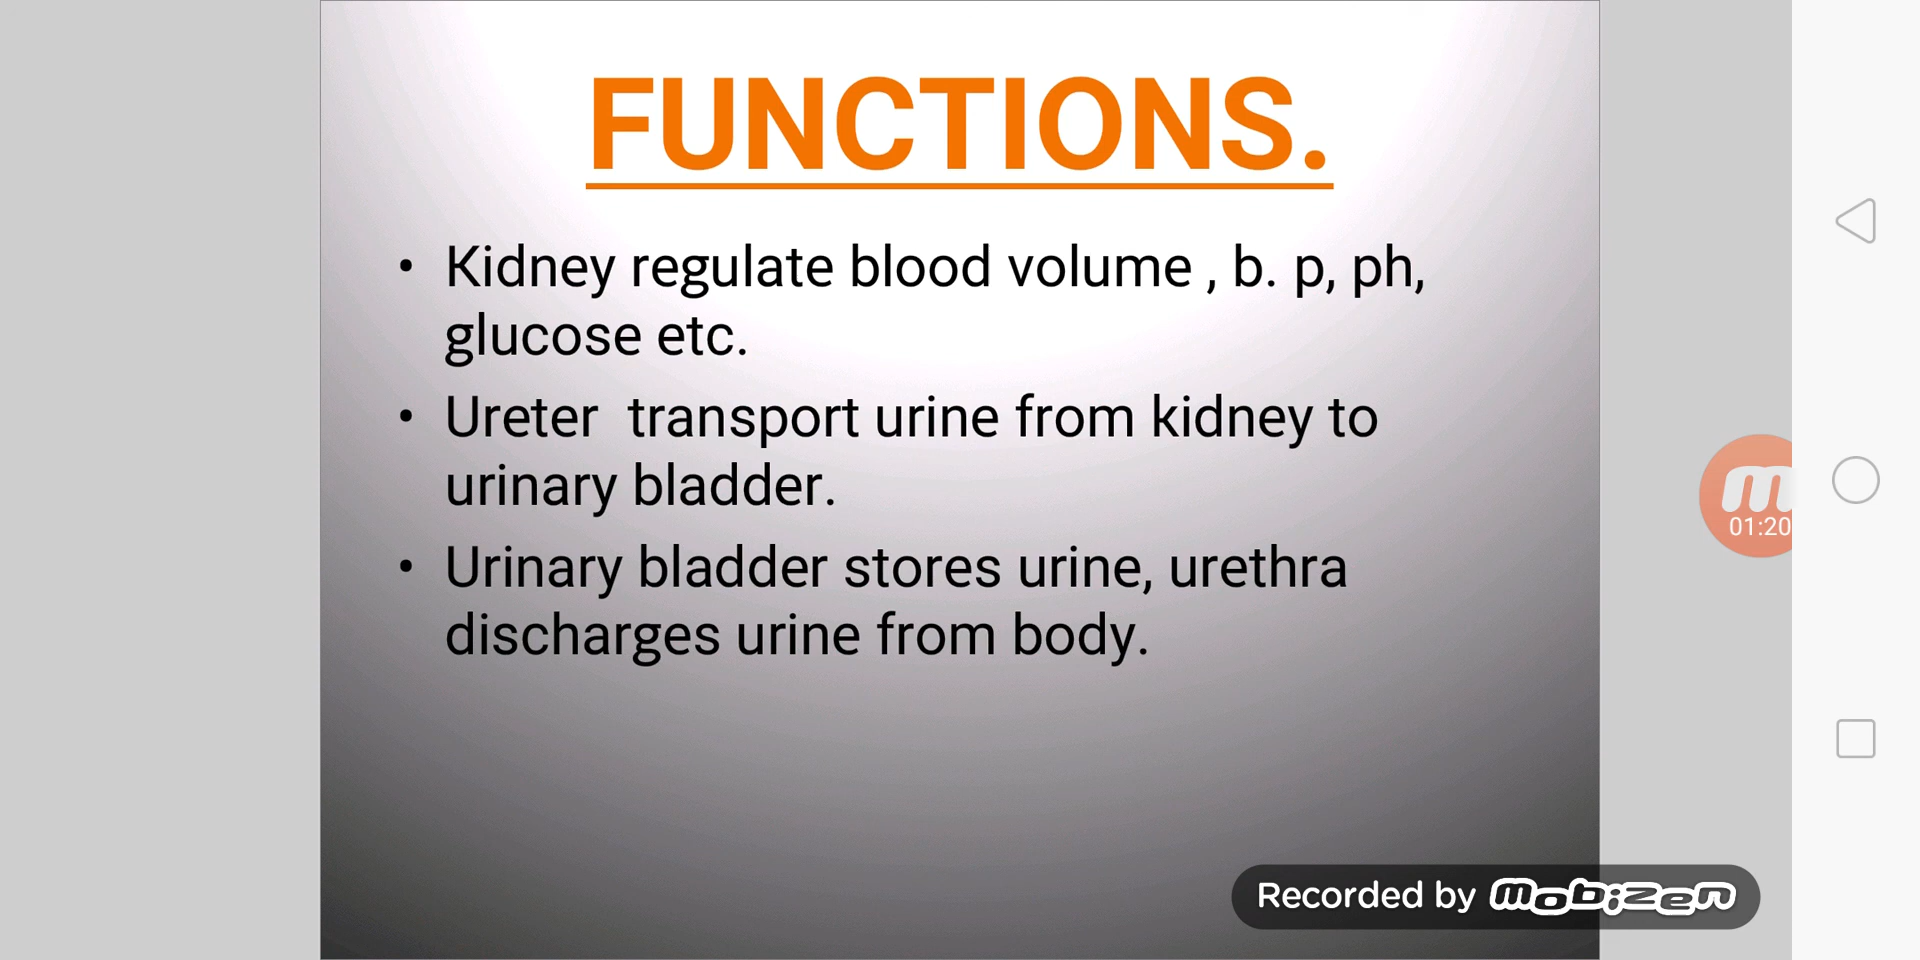 FUNCTIONS.
• Kidney regulate blood volume , b. p, ph,
glucose etc.
• Ureter  transport urine from kidney to
urinary bladder.
• Urinary bladder stores urine, urethra
discharges urine from body.
m
01:20
Recorded by mobizen